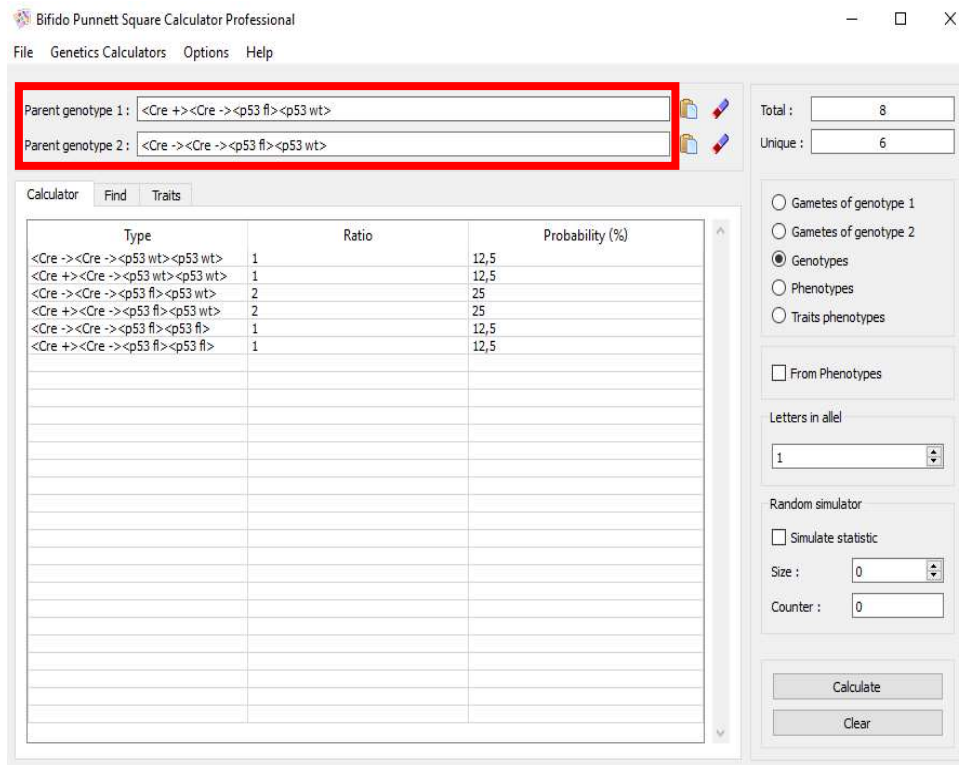 Bifido Punnett Square Calculator Professional
File Genetics Calculators Options Help
Parent genotype 1 : <Cre +><Cre -><p53 fl><p53 wt>
Parent genotype 2 : <Cre -><Cre -><p53 fl><p53 wt>
Total : 8
Unique : 6
Calculator Find Traits
Type Ratio Probability (%)
<Cre -><Cre -><p53 wt><p53 wt> 1 12,5
<Cre +><Cre -><p53 wt><p53 wt> 1 12,5
<Cre -><Cre -><p53 fl><p53 wt> 2 25
<Cre +><Cre -><p53 fl><p53 wt> 2 25
<Cre -><Cre -><p53 fl><p53 fl> 1 12,5
<Cre +><Cre -><p53 fl><p53 fl> 1 12,5
Gametes of genotype 1
Gametes of genotype 2
Genotypes
Phenotypes
Traits phenotypes
From Phenotypes
Letters in allel
1
Random simulator
Simulate statistic
Size : 0
Counter : 0
Calculate
Clear